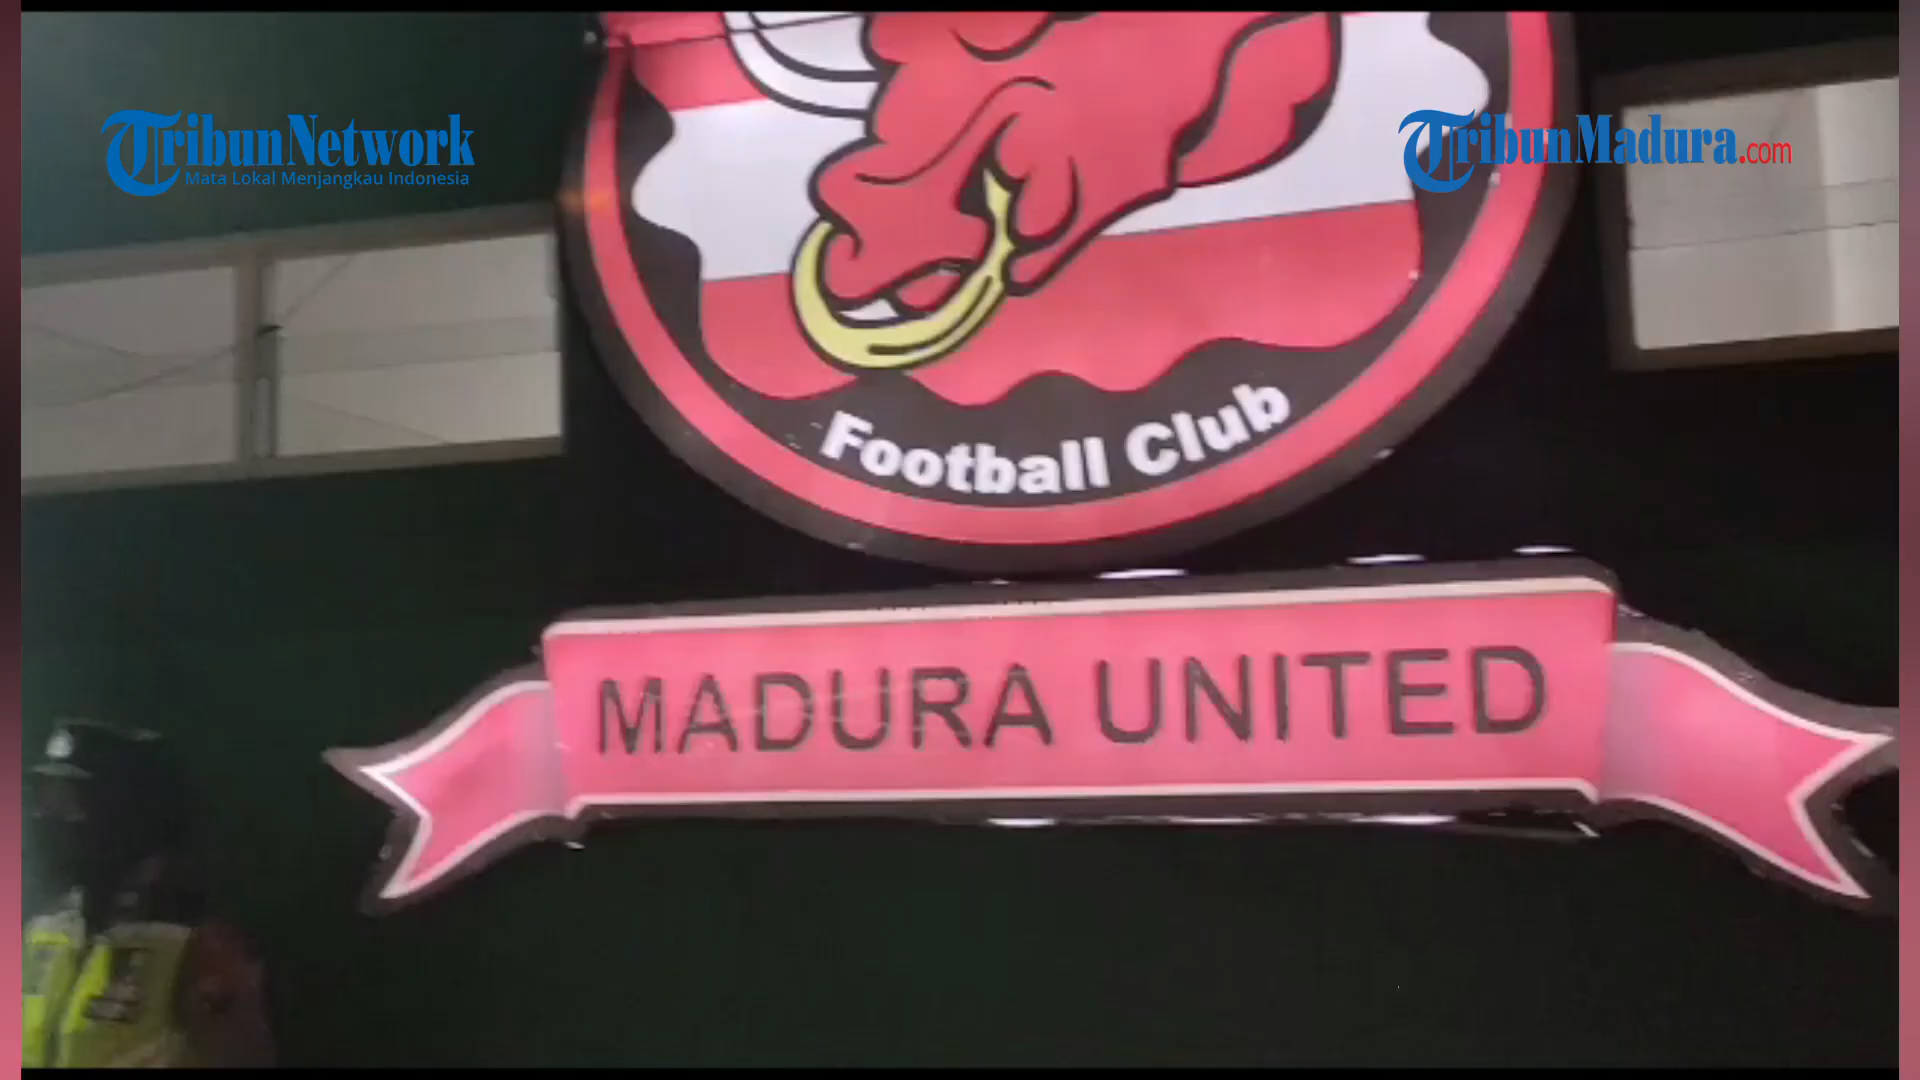 TribunNetwork
Mata Lokal Menjangkau Indonesia
TribunMadura.com
Football Club
MADURA UNITED